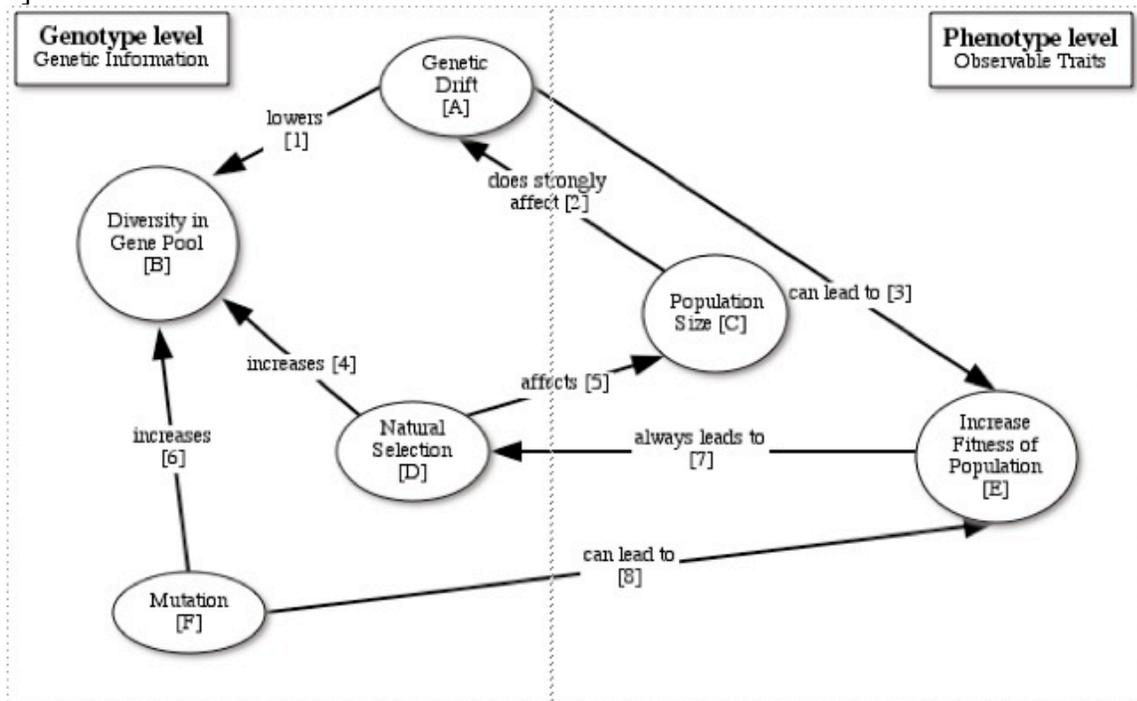 Genotype level
Genetic Information
Phenotype level
Observable Traits
Genetic
Drift
[A]
lowers
[1]
does strongly
affect [2]
Diversity in
Gene Pool
[B]
Population
Size [C]
can lead to [3]
increases [4]
affects [5]
Natural
Selection
[D]
always leads to
[7]
Increase
Fitness of
Population
[E]
increases
[6]
can lead to
[8]
Mutation
[F]